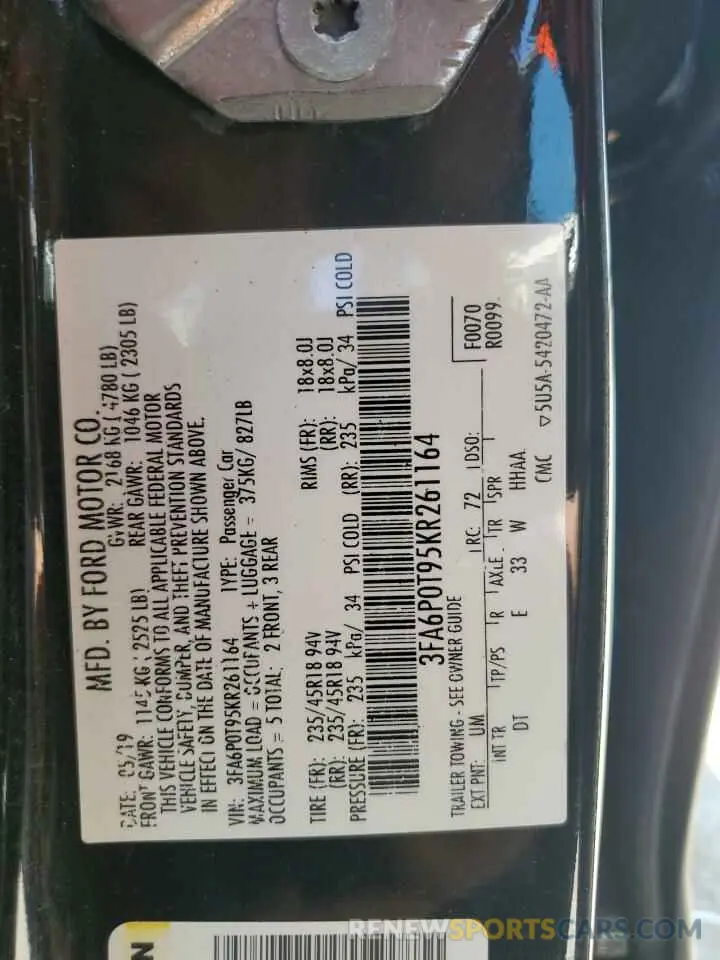 MFD. BY FORD MOTOR CO.
DATE: 05/19 GVWR: 2168 KG ( 4780 LB)
FRONT GAWR: 1145 KG ( 2525 LB) REAR GAWR: 1046 KG ( 2305 LB)
THIS VEHICLE CONFORMS TO ALL APPLICABLE FEDERAL MOTOR
VEHICLE SAFETY, BUMPER, AND THEFT PREVENTION STANDARDS
IN EFFECT ON THE DATE OF MANUFACTURE SHOWN ABOVE.
VIN: 3FA6P0T95KR261164 TYPE: Passenger Car
MAXIMUM LOAD = OCCUPANTS + LUGGAGE = 375KG/ 827LB
OCCUPANTS = 5 TOTAL: 2 FRONT, 3 REAR
TIRE (FR): 235/45R18 94V RIMS (FR): 18x8.0J
(RR): 235/45R18 94V (RR): 18x8.0J
PRESSURE (FR): 235 kPa/ 34 PSI COLD (RR): 235 kPa/ 34 PSI COLD
3FA6P0T95KR261164
TRAILER TOWING - SEE OWNER GUIDE F0070
EXT PNT: UM RC: 72 DSO: R0099
INT TR TP/PS R AXLE TR SPR
DT E 33 W HHAA
CMC ▽5U5A-5420472-AA
N
RENEWSPORTSCARS.COM